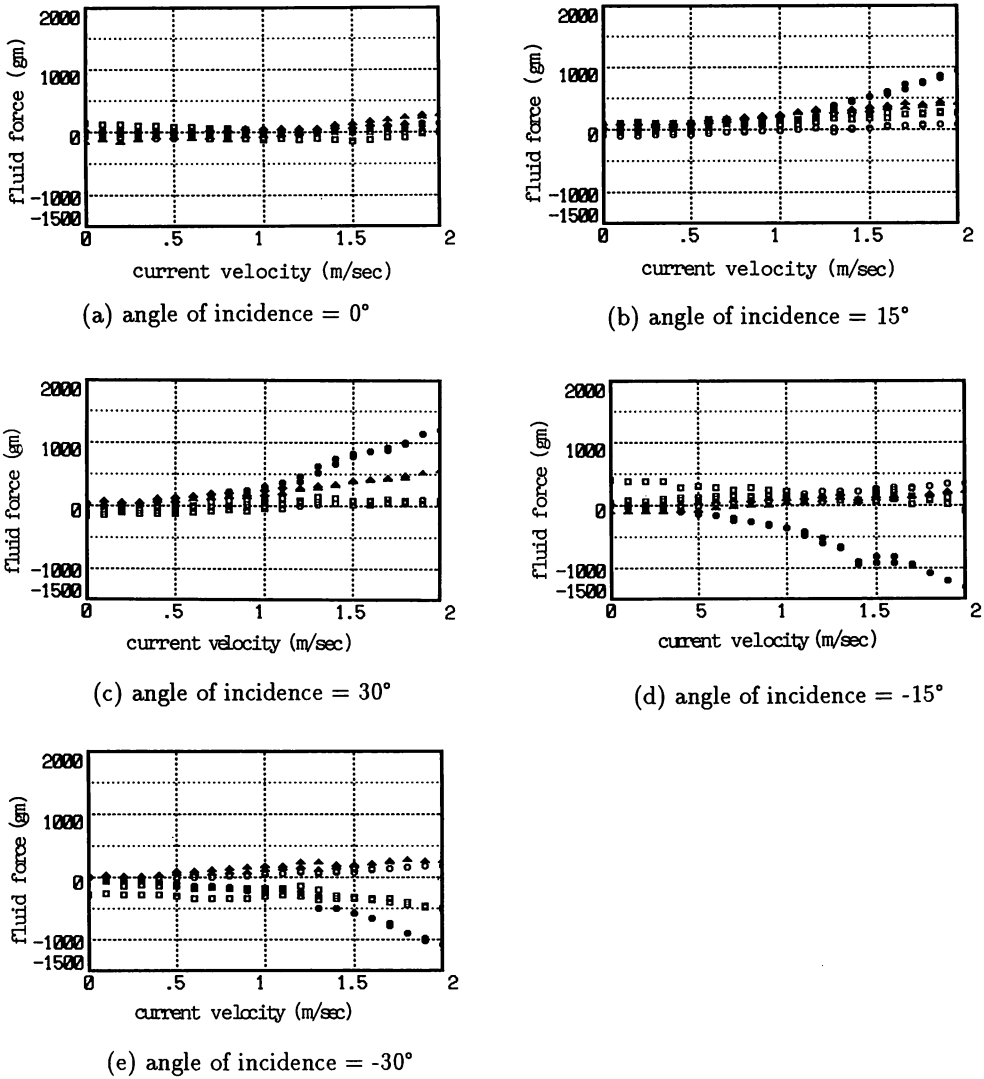 2000
1000
0
-1000
-1500
fluid force (gm)
0 .5 1 1.5 2
current velocity (m/sec)
(a) angle of incidence = 0°
2000
1000
0
-1000
-1500
fluid force (gm)
0 .5 1 1.5 2
current velocity (m/sec)
(b) angle of incidence = 15°
2000
1000
0
-1000
-1500
fluid force (gm)
0 .5 1 1.5 2
current velocity (m/sec)
(c) angle of incidence = 30°
2000
1000
0
-1000
-1500
fluid force (gm)
0 5 1 1.5 2
current velocity (m/sec)
(d) angle of incidence = -15°
2000
1000
0
-1000
-1500
fluid force (gm)
0 .5 1 1.5 2
current velocity (m/sec)
(e) angle of incidence = -30°